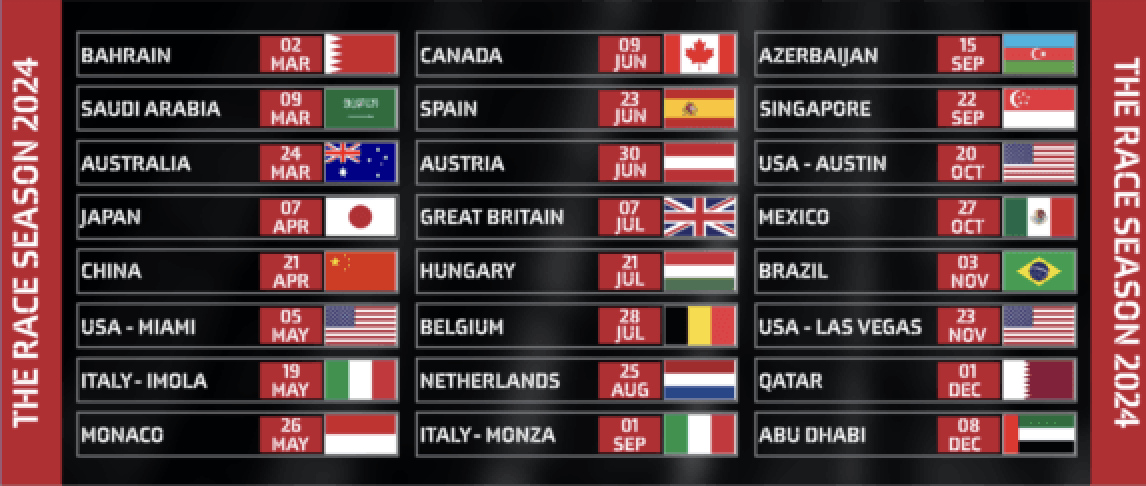 THE RACE SEASON 2024
BAHRAIN 02 MAR
SAUDI ARABIA 09 MAR
AUSTRALIA 24 MAR
JAPAN 07 APR
CHINA 21 APR
USA - MIAMI 05 MAY
ITALY - IMOLA 19 MAY
MONACO 26 MAY
CANADA 09 JUN
SPAIN 23 JUN
AUSTRIA 30 JUN
GREAT BRITAIN 07 JUL
HUNGARY 21 JUL
BELGIUM 28 JUL
NETHERLANDS 25 AUG
ITALY - MONZA 01 SEP
AZERBAIJAN 15 SEP
SINGAPORE 22 SEP
USA - AUSTIN 20 OCT
MEXICO 27 OCT
BRAZIL 03 NOV
USA - LAS VEGAS 23 NOV
QATAR 01 DEC
ABU DHABI 08 DEC
THE RACE SEASON 2024